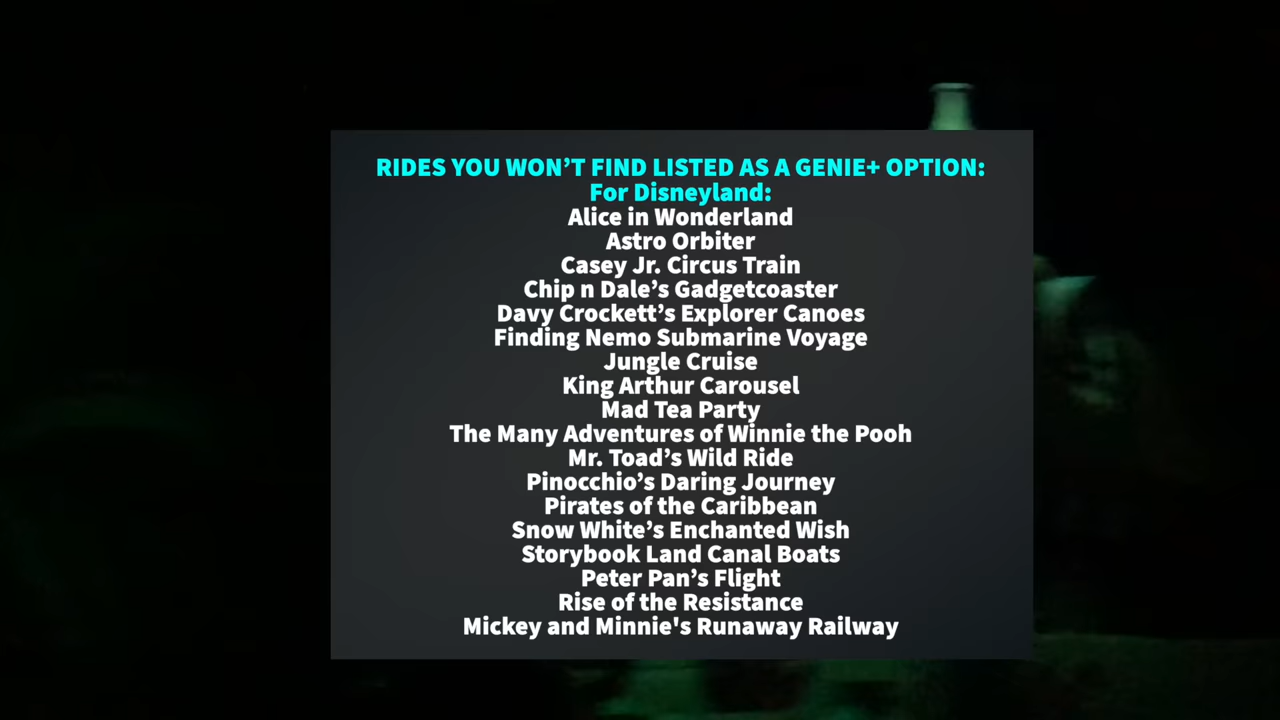 RIDES YOU WON’T FIND LISTED AS A GENIE+ OPTION:
For Disneyland:
Alice in Wonderland
Astro Orbiter
Casey Jr. Circus Train
Chip n Dale’s Gadgetcoaster
Davy Crockett’s Explorer Canoes
Finding Nemo Submarine Voyage
Jungle Cruise
King Arthur Carousel
Mad Tea Party
The Many Adventures of Winnie the Pooh
Mr. Toad’s Wild Ride
Pinocchio’s Daring Journey
Pirates of the Caribbean
Snow White’s Enchanted Wish
Storybook Land Canal Boats
Peter Pan’s Flight
Rise of the Resistance
Mickey and Minnie's Runaway Railway